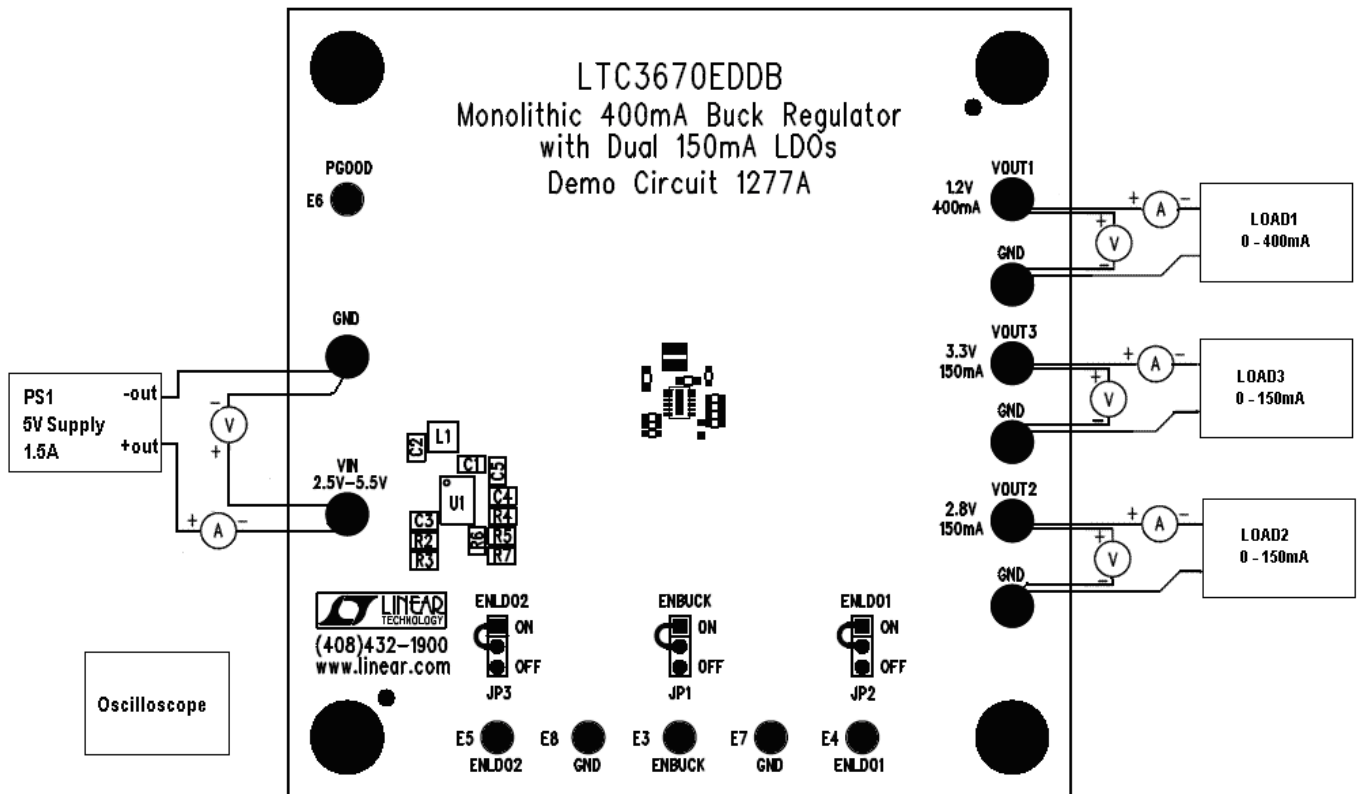 LTC3670EDDB
Monolithic 400mA Buck Regulator
with Dual 150mA LDOs
Demo Circuit 1277A
PGOOD
E6
GND
PS1
5V Supply
1.5A
-out
+out
- V +
+ A -
VIN
2.5V-5.5V
C2
L1
C1
C5
U1
C4
R4
C3
R2
R3
R6
R5
R7
VOUT1
1.2V
400mA
+ A -
+ V -
GND
LOAD1
0 - 400mA
VOUT3
3.3V
150mA
+ A -
+ V -
GND
LOAD3
0 - 150mA
VOUT2
2.8V
150mA
+ A -
+ V -
GND
LOAD2
0 - 150mA
LINEAR
TECHNOLOGY
(408)432-1900
www.linear.com
ENLDO2
ON
OFF
JP3
ENBUCK
ON
OFF
JP1
ENLDO1
ON
OFF
JP2
Oscilloscope
E5
ENLDO2
E8
GND
E3
ENBUCK
E7
GND
E4
ENLDO1